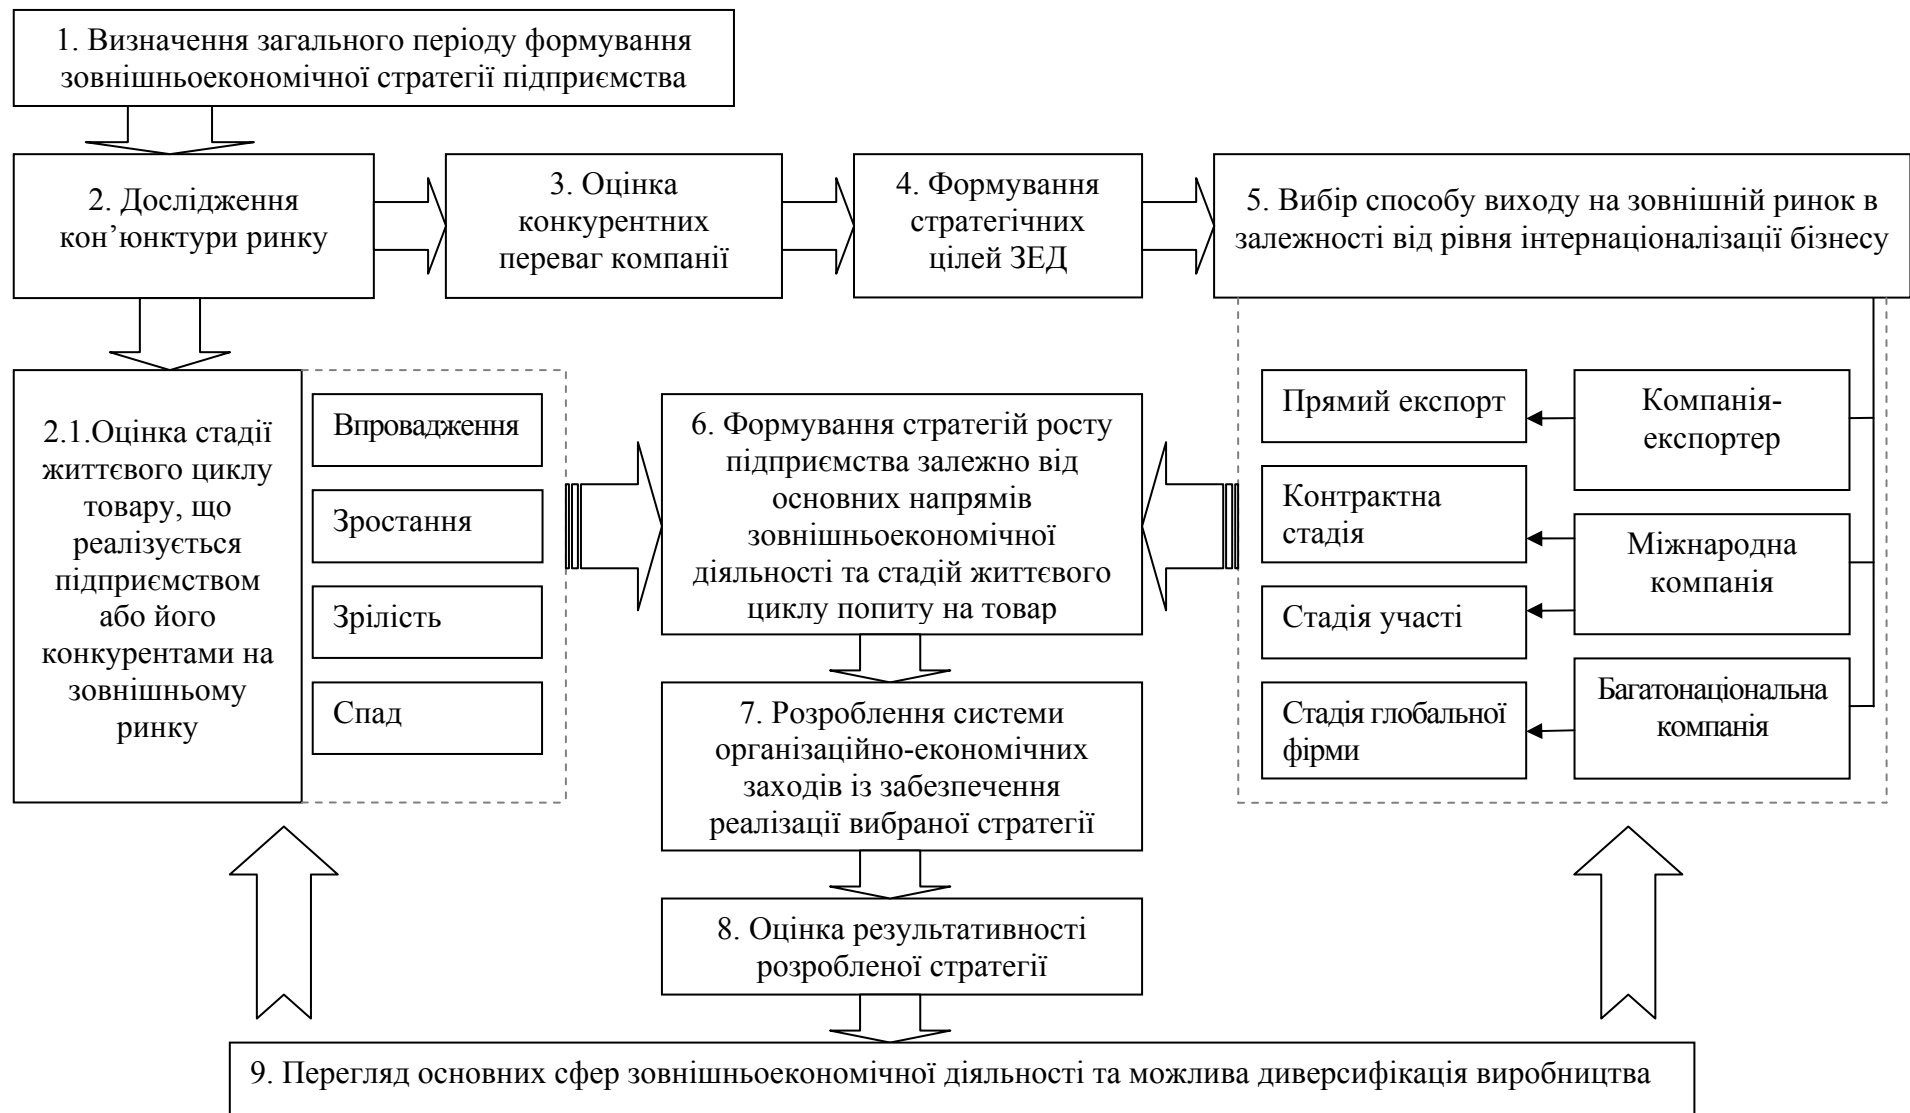 1. Визначення загального періоду формування
зовнішньоекономічної стратегії підприємства
2. Дослідження
кон’юнктури ринку
3. Оцінка
конкурентних
переваг компанії
4. Формування
стратегічних
цілей ЗЕД
5. Вибір способу виходу на зовнішній ринок в
залежності від рівня інтернаціоналізації бізнесу
2.1.Оцінка стадії
життєвого циклу
товару, що
реалізується
підприємством
або його
конкурентами на
зовнішньому
ринку
Впровадження
Зростання
Зрілість
Спад
6. Формування стратегій росту
підприємства залежно від
основних напрямів
зовнішньоекономічної
діяльності та стадій життєвого
циклу попиту на товар
Прямий експорт
Контрактна
стадія
Стадія участі
Стадія глобальної
фірми
Компанія-
експортер
Міжнародна
компанія
Багатонаціональна
компанія
7. Розроблення системи
організаційно-економічних
заходів із забезпечення
реалізації вибраної стратегії
8. Оцінка результативності
розробленої стратегії
9. Перегляд основних сфер зовнішньоекономічної діяльності та можлива диверсифікація виробництва